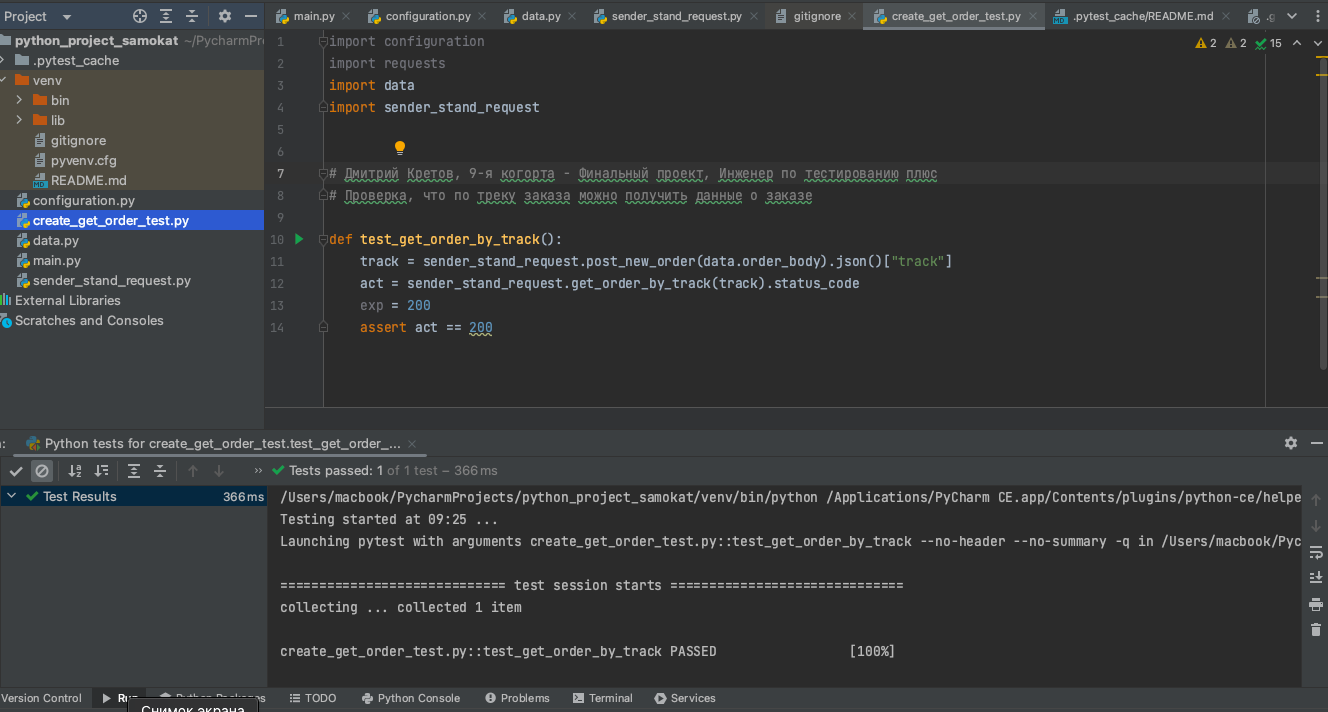 Project
main.py
configuration.py
data.py
sender_stand_request.py
gitignore
create_get_order_test.py
.pytest_cache/README.md
python_project_samokat ~/PycharmPr
.pytest_cache
venv
bin
lib
gitignore
pyvenv.cfg
README.md
configuration.py
create_get_order_test.py
data.py
main.py
sender_stand_request.py
External Libraries
Scratches and Consoles
2 2 15
1 import configuration
2 import requests
3 import data
4 import sender_stand_request
5
6
7 # Дмитрий Кретов, 9-я когорта - Финальный проект, Инженер по тестированию плюс
8 # Проверка, что по треку заказа можно получить данные о заказе
9
10 def test_get_order_by_track():
11 track = sender_stand_request.post_new_order(data.order_body).json()["track"]
12 act = sender_stand_request.get_order_by_track(track).status_code
13 exp = 200
14 assert act == 200
Python tests for create_get_order_test.test_get_order_...
Tests passed: 1 of 1 test – 366 ms
Test Results 366 ms
/Users/macbook/PycharmProjects/python_project_samokat/venv/bin/python /Applications/PyCharm CE.app/Contents/plugins/python-ce/helpe
Testing started at 09:25 ...
Launching pytest with arguments create_get_order_test.py::test_get_order_by_track --no-header --no-summary -q in /Users/macbook/Pyc
============================= test session starts ==============================
collecting ... collected 1 item
create_get_order_test.py::test_get_order_by_track PASSED [100%]
Version Control
Run
Python Packages
TODO
Python Console
Problems
Terminal
Services
Снимок экрана